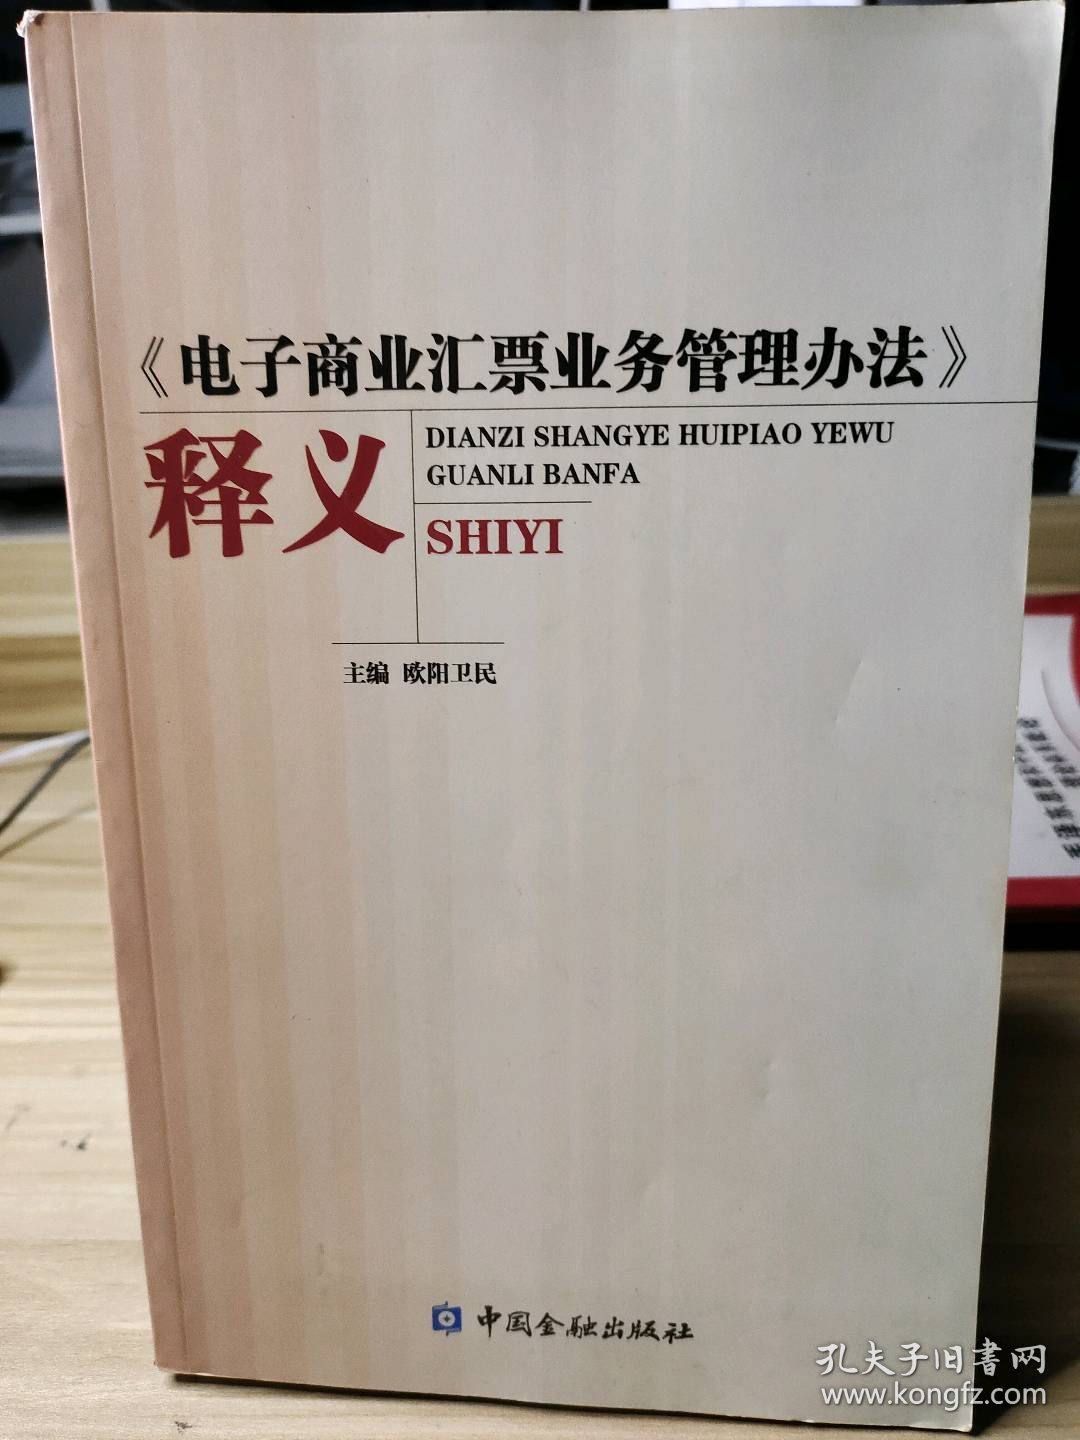 《电子商业汇票业务管理办法》
释义
DIANZI SHANGYE HUIPIAO YEWU
GUANLI BANFA
SHIYI
主编 欧阳卫民
中国金融出版社
孔夫子旧書网
www.kongfz.com